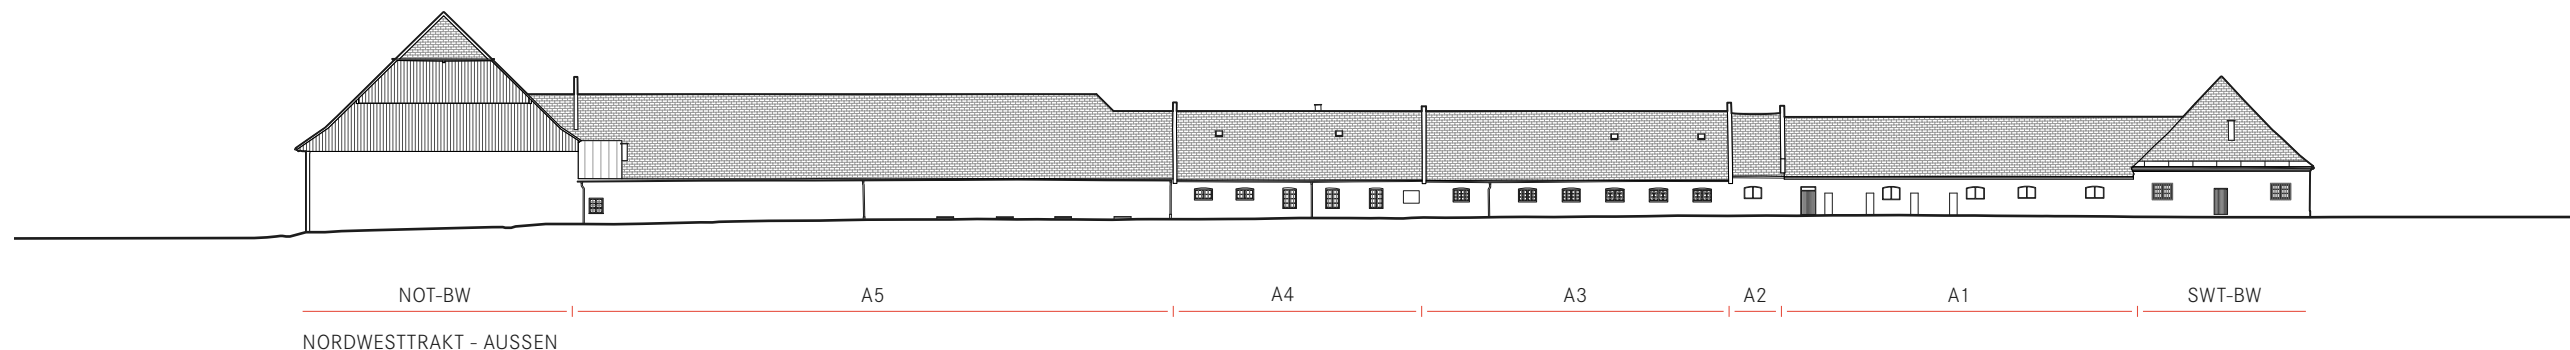 NOT-BW A5 A4 A3 A2 A1 SWT-BW
NORDWESTTRAKT - AUSSEN